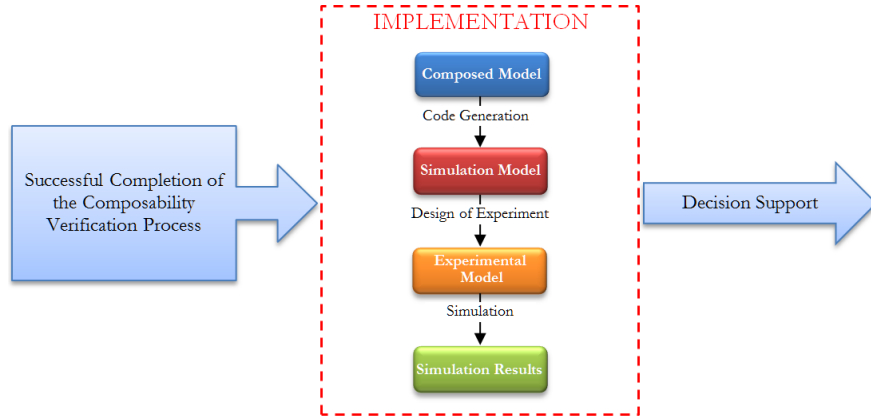 IMPLEMENTATION
Composed Model
Code Generation
Successful Completion of
the Composability
Verification Process
Simulation Model
Design of Experiment
Decision Support
Experimental
Model
Simulation
Simulation Results